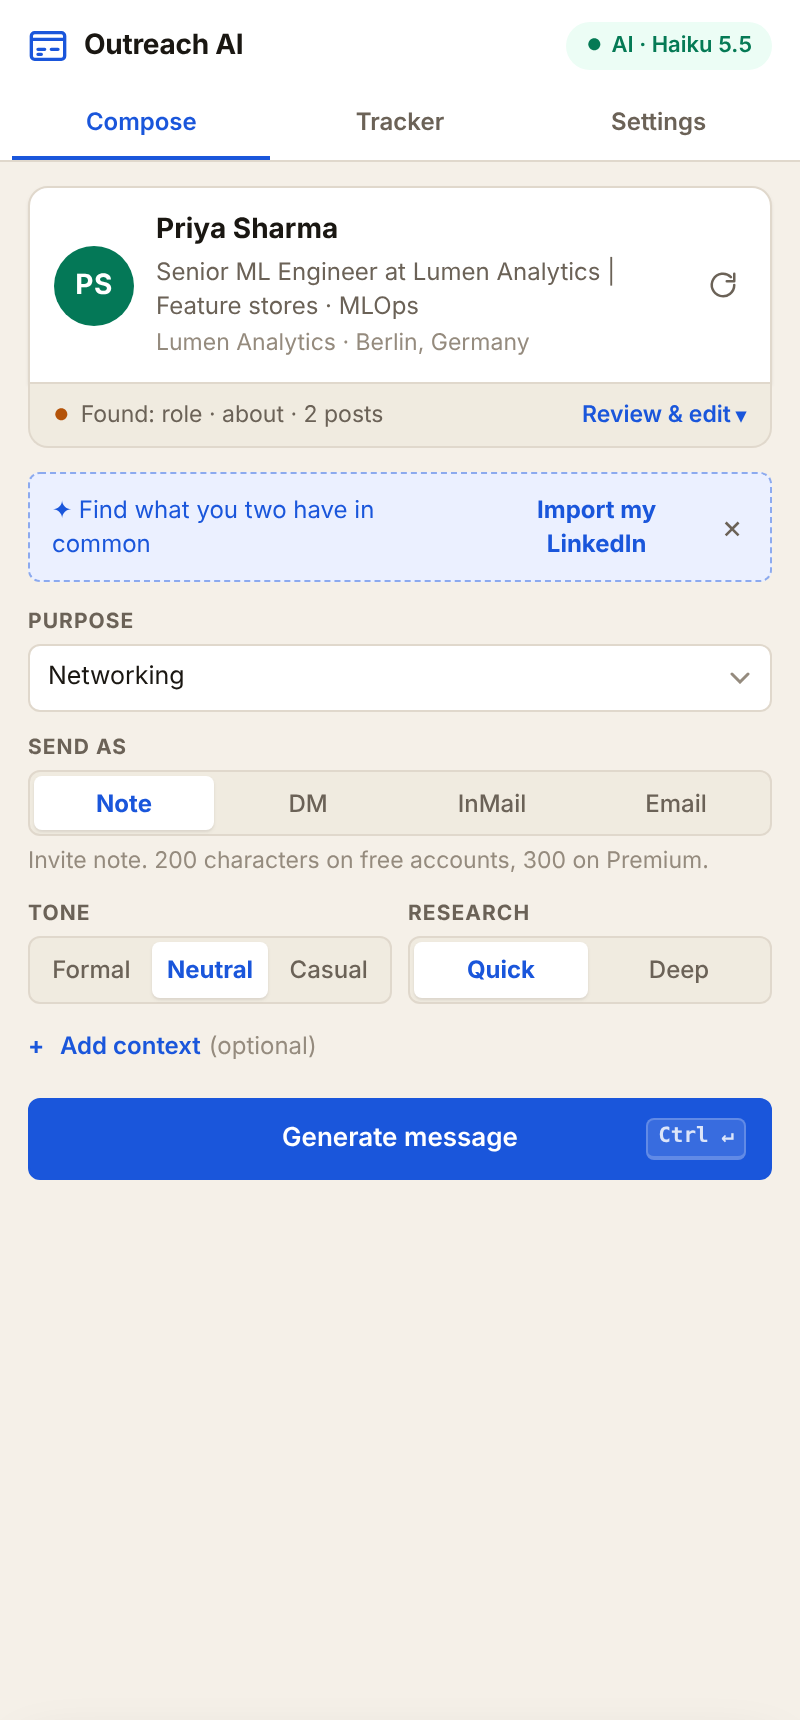 Outreach AI
AI · Haiku 5.5
Compose
Tracker
Settings
PS
Priya Sharma
Senior ML Engineer at Lumen Analytics |
Feature stores · MLOps
Lumen Analytics · Berlin, Germany
Found: role · about · 2 posts
Review & edit ▾
✦ Find what you two have in
common
Import my
LinkedIn
✕
PURPOSE
Networking
SEND AS
Note
DM
InMail
Email
Invite note. 200 characters on free accounts, 300 on Premium.
TONE
Formal
Neutral
Casual
RESEARCH
Quick
Deep
+ Add context (optional)
Generate message
Ctrl ↵